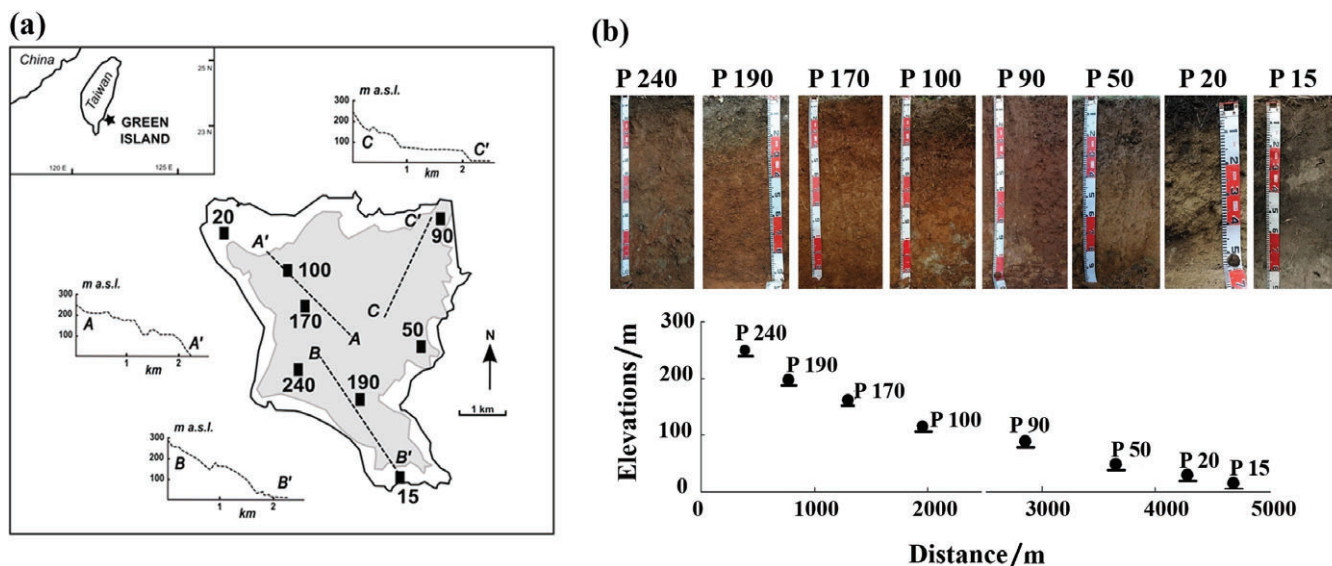 (a)
China
Taiwan
GREEN
ISLAND
25 N
23
120 E
125 E
m a.s.l.
300
200
100
C
C'
1
2
km
20
A'
100
170
A
C'
90
C
50
B
240
190
B'
15
N
1 km
m a.s.l.
300
200
100
A
A'
1
2
km
m a.s.l.
300
200
100
B
B'
1
2
km
(b)
P 240 P 190 P 170 P 100 P 90 P 50 P 20 P 15
Elevations/m
300
200
100
0
P 240
P 190
P 170
P 100
P 90
P 50
P 20
P 15
0 1000 2000 3000 4000 5000
Distance/m